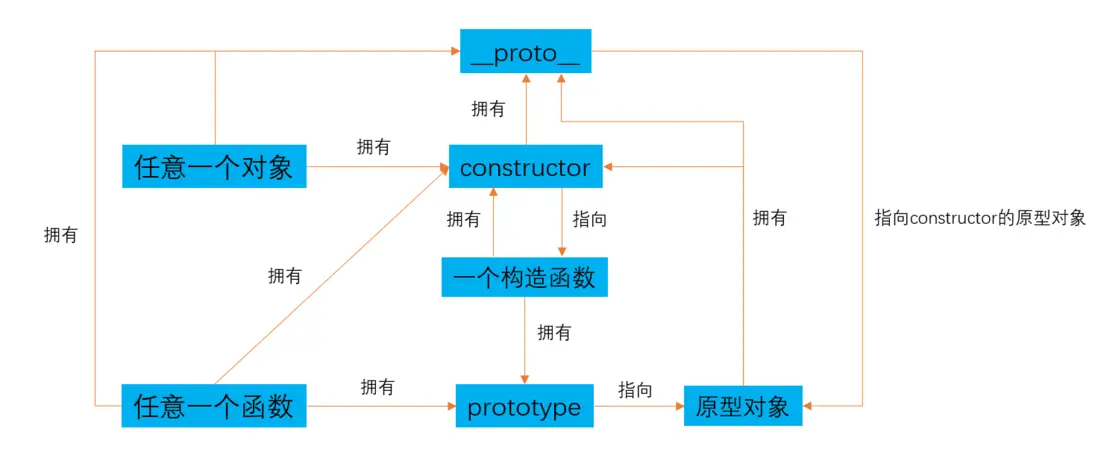 __proto__
拥有
任意一个对象
拥有
constructor
拥有
拥有
指向
拥有
指向constructor的原型对象
拥有
一个构造函数
拥有
任意一个函数
拥有
prototype
指向
原型对象